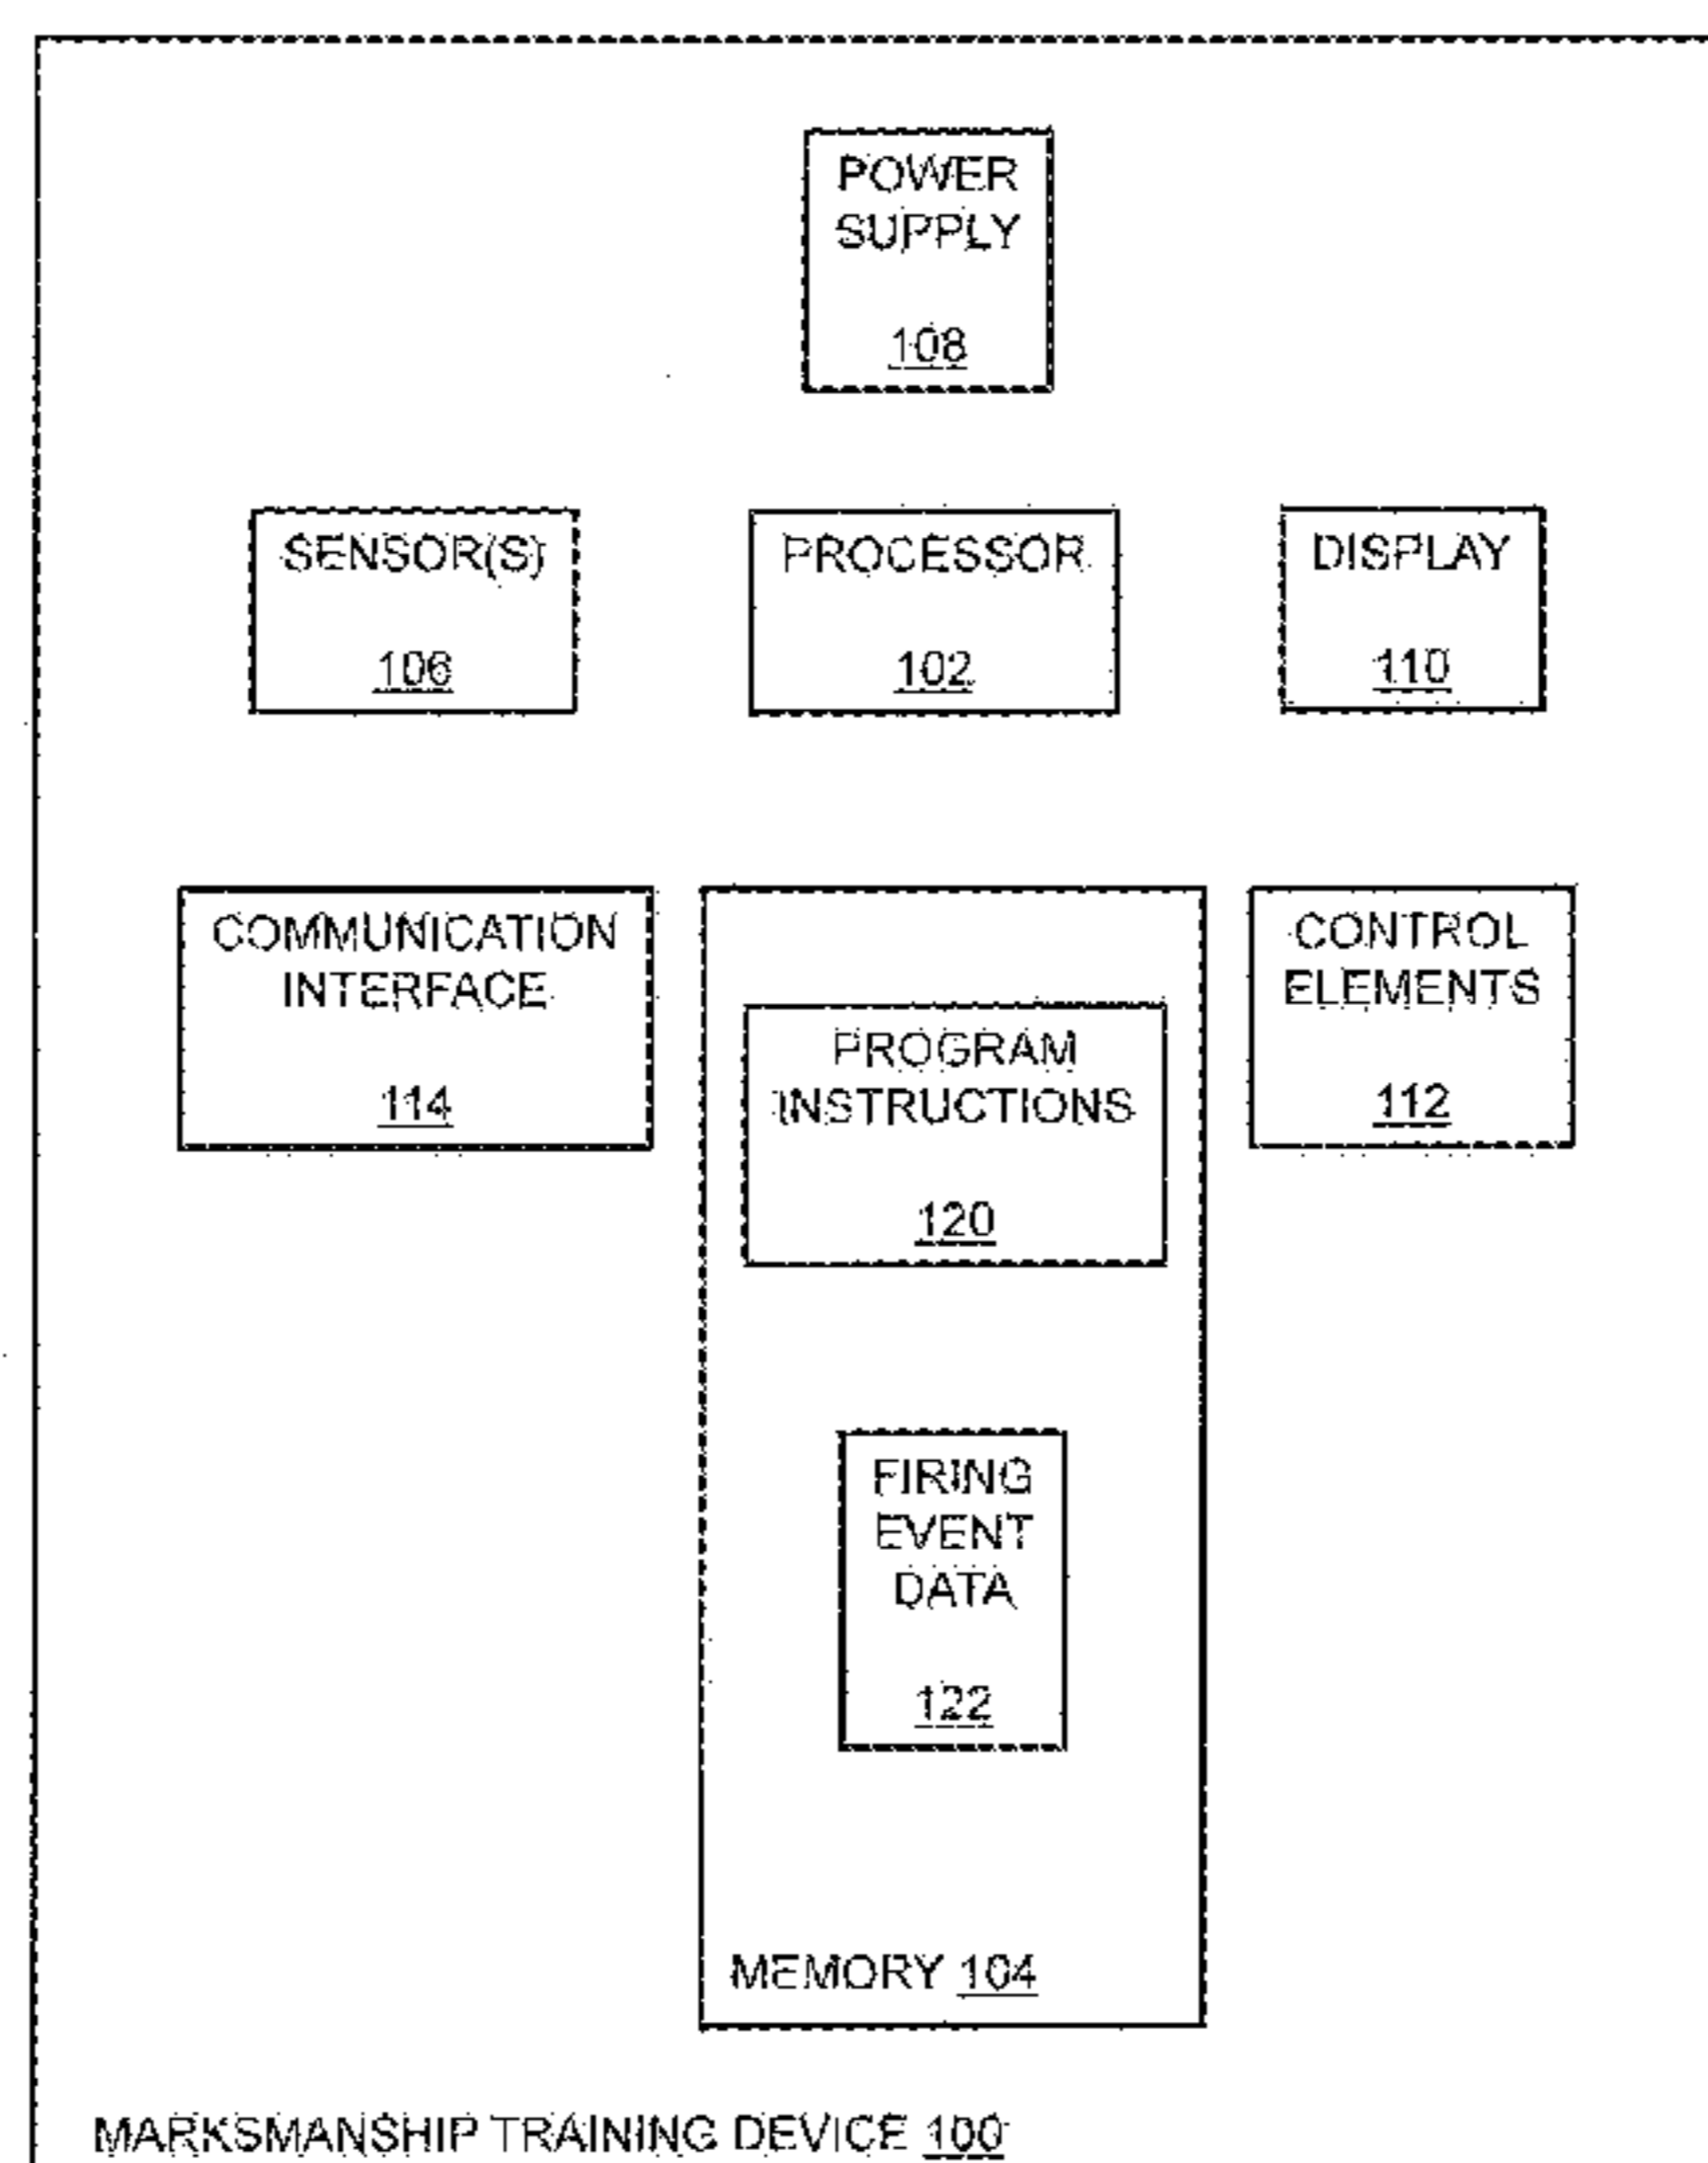 POWER
SUPPLY
108
SENSOR(S)
106
PROCESSOR
102
DISPLAY
110
COMMUNICATION
INTERFACE
114
PROGRAM
INSTRUCTIONS
120
CONTROL
ELEMENTS
112
FIRING
EVENT
DATA
122
MEMORY 104
MARKSMANSHIP TRAINING DEVICE 100